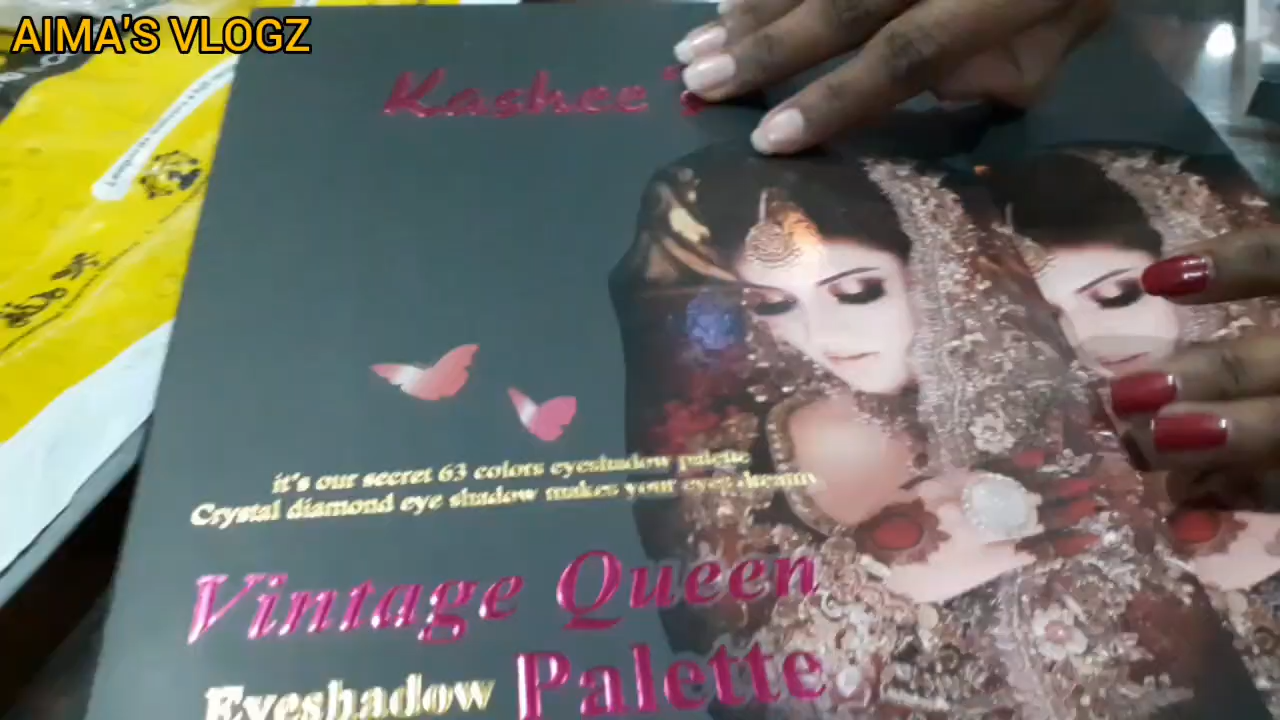 AIMA'S VLOGZ
Kashee's
it's our secret 63 colors eyeshadow palette
Crystal diamond eye shadow makes your eyes dream
Vintage Queen
Eyeshadow Palette